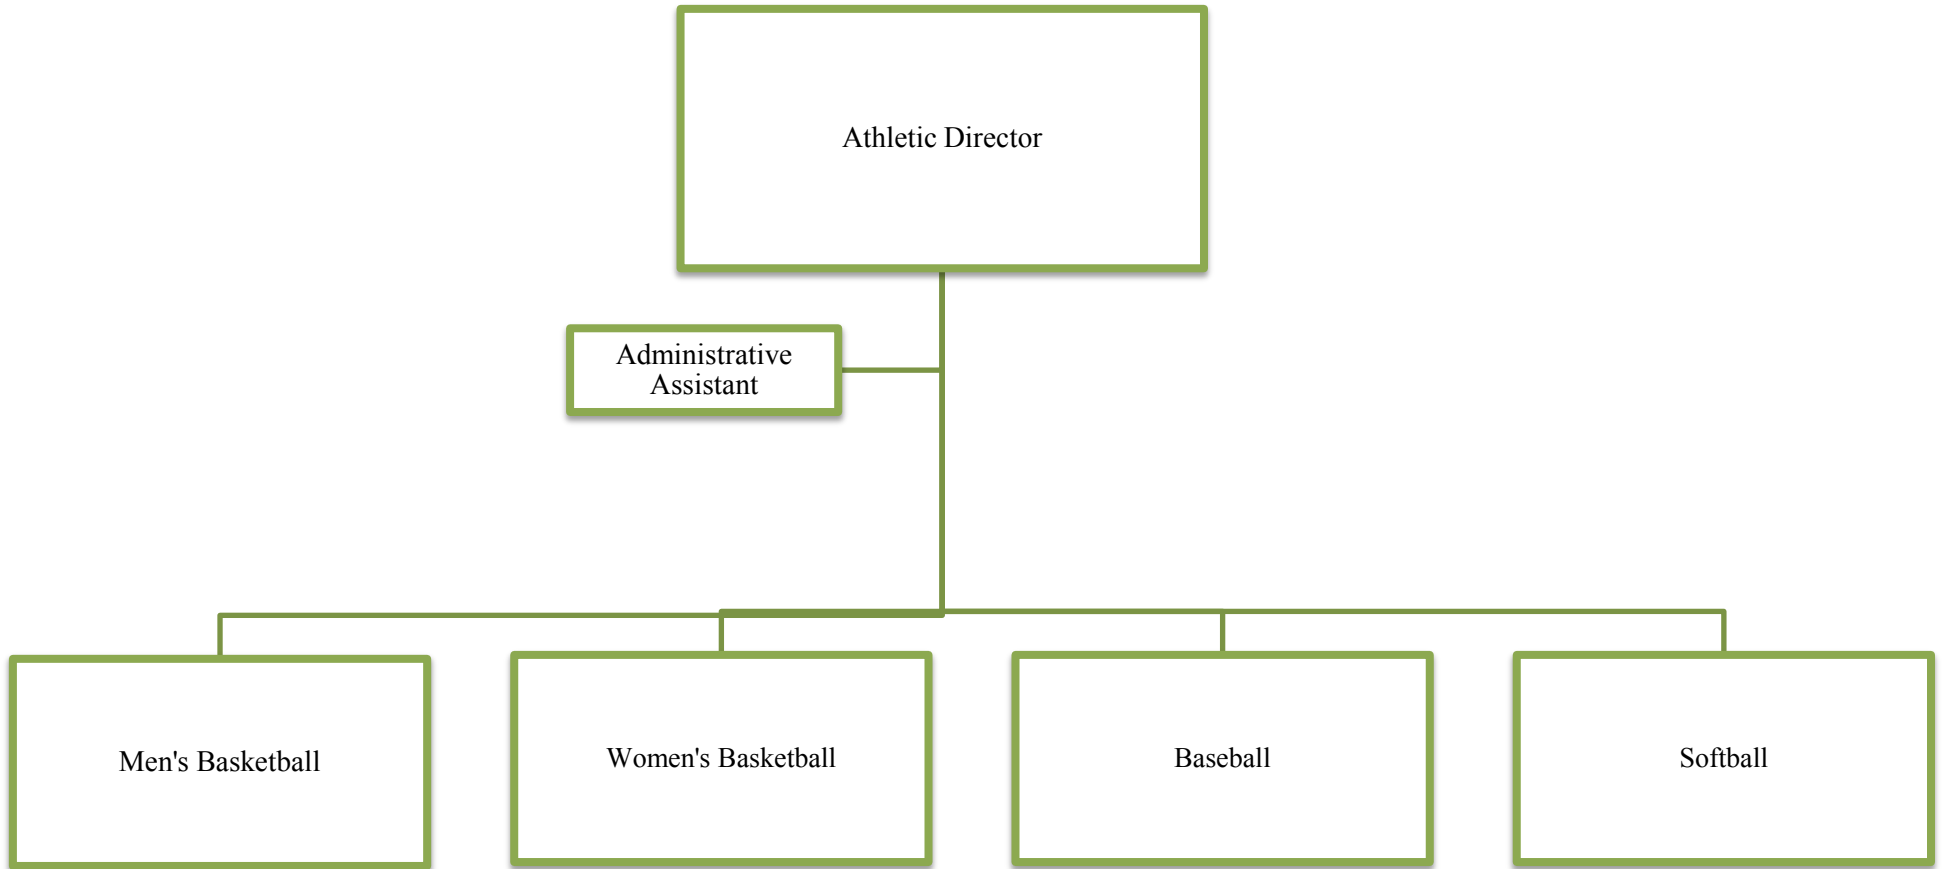 Athletic Director
Administrative
Assistant
Men's Basketball
Women's Basketball
Baseball
Softball